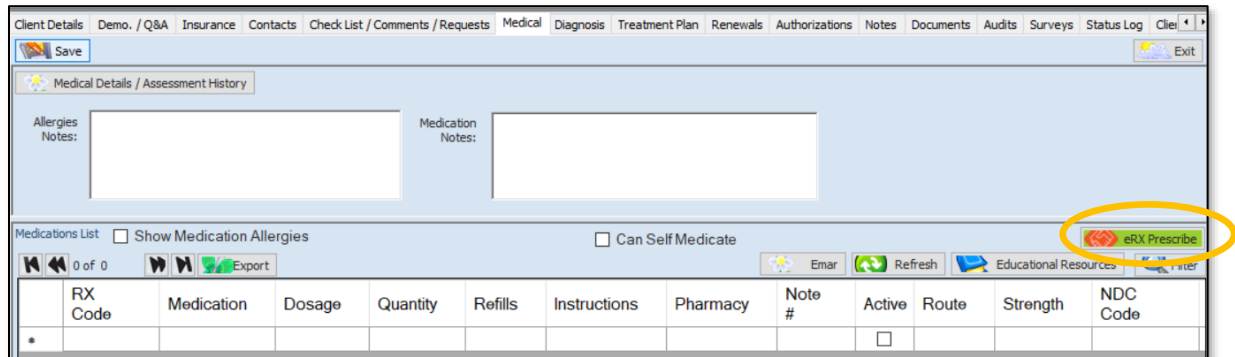 Client Details Demo. / Q&A Insurance Contacts Check List / Comments / Requests Medical Diagnosis Treatment Plan Renewals Authorizations Notes Documents Audits Surveys Status Log
Save Exit
Medical Details / Assessment History
Allergies Notes: Medication Notes:
Medications List Show Medication Allergies Can Self Medicate eRX Prescribe
0 of 0 Export Emar Refresh Educational Resources Filter
RX Code Medication Dosage Quantity Refills Instructions Pharmacy Note # Active Route Strength NDC Code
*